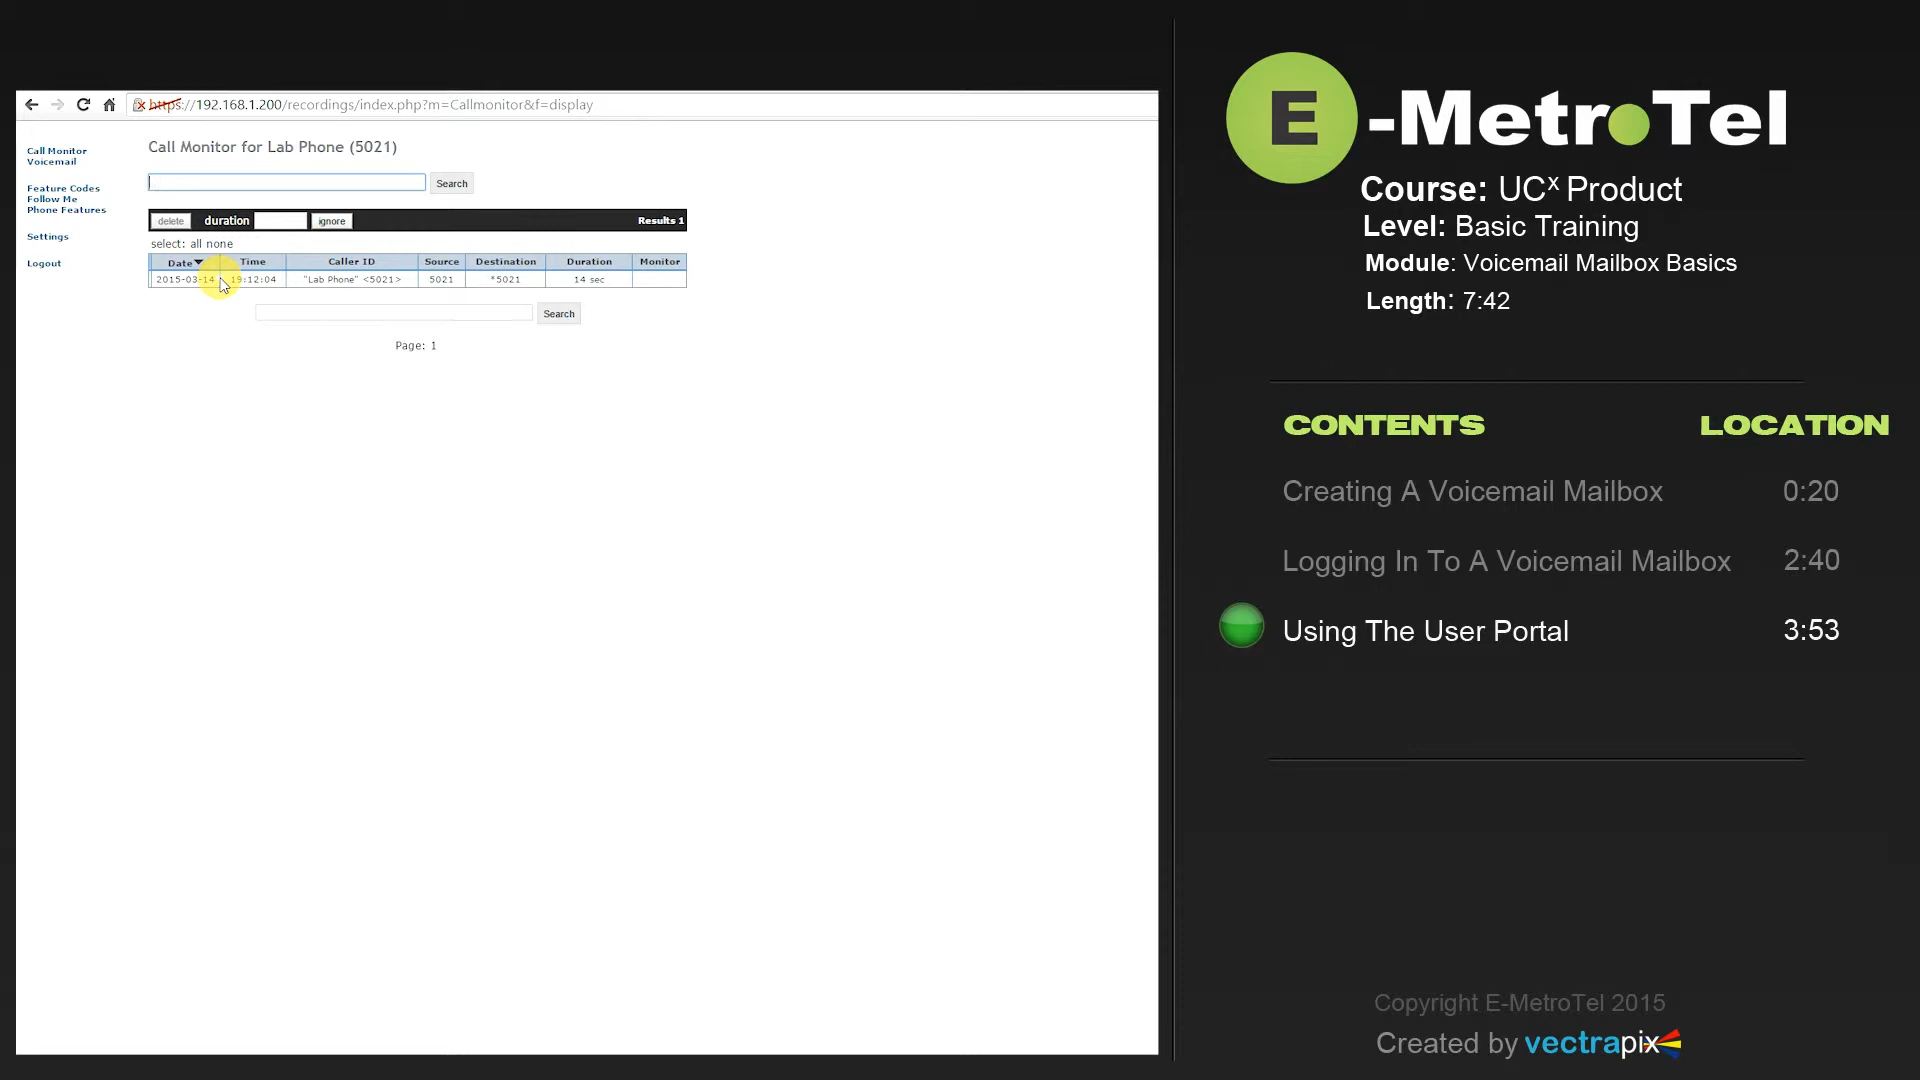 https://192.168.1.200/recordings/index.php?m=Callmonitor&f=display
Call Monitor
Voicemail
Feature Codes
Follow Me
Phone Features
Settings
Logout
Call Monitor for Lab Phone (5021)
Search
delete duration ignore Results 1
select: all none
Date Time Caller ID Source Destination Duration Monitor
2015-03-14 19:12:04 "Lab Phone" <5021> 5021 *5021 14 sec
Search
Page: 1
E-MetroTel
Course: UCx Product
Level: Basic Training
Module: Voicemail Mailbox Basics
Length: 7:42
CONTENTS LOCATION
Creating A Voicemail Mailbox 0:20
Logging In To A Voicemail Mailbox 2:40
Using The User Portal 3:53
Copyright E-MetroTel 2015
Created by vectrapix